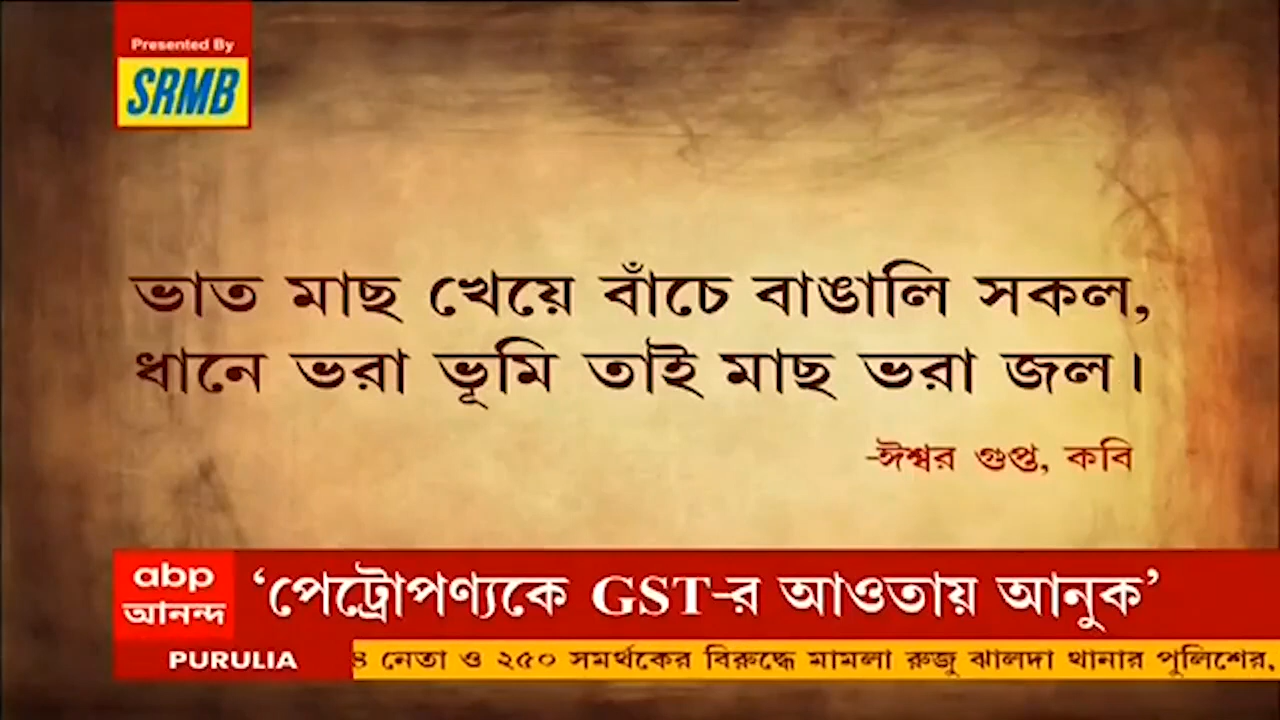 Presented By
SRMB
ভাত মাছ খেয়ে বাঁচে বাঙালি সকল,
ধানে ভরা ভূমি তাই মাছ ভরা জল।
-ঈশ্বর গুপ্ত, কবি
abp
আনন্দ
‘পেট্রোপণ্যকে GST-র আওতায় আনুক’
PURULIA
৪ নেতা ও ২৫০ সমর্থকের বিরুদ্ধে মামলা রুজু ঝালদা থানার পুলিশের,